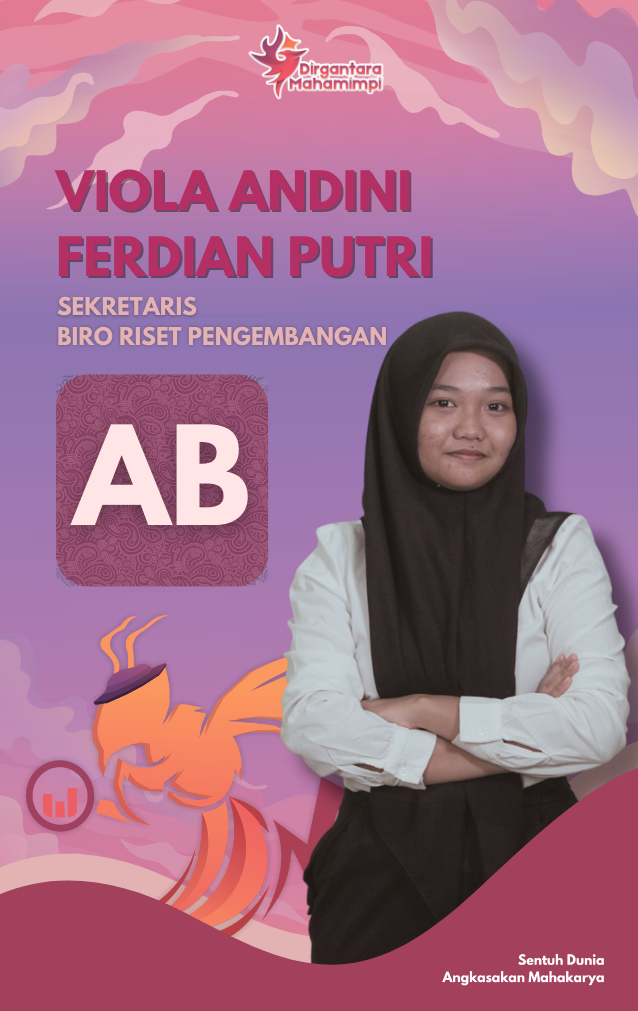 Dirgantara
Mahamimpi
VIOLA ANDINI
FERDIAN PUTRI
SEKRETARIS
BIRO RISET PENGEMBANGAN
AB
Sentuh Dunia
Angkasakan Mahakarya